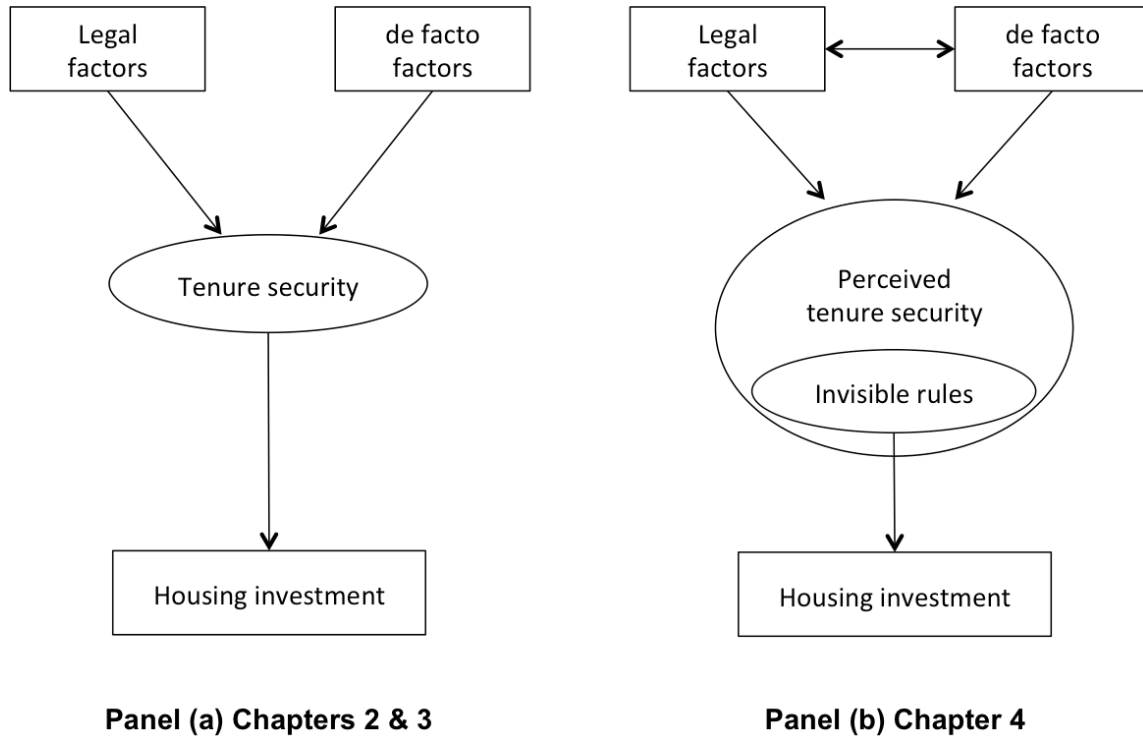 Legal
factors
de facto
factors
Tenure security
Housing investment
Panel (a) Chapters 2 & 3
Legal
factors
de facto
factors
Perceived
tenure security
Invisible rules
Housing investment
Panel (b) Chapter 4